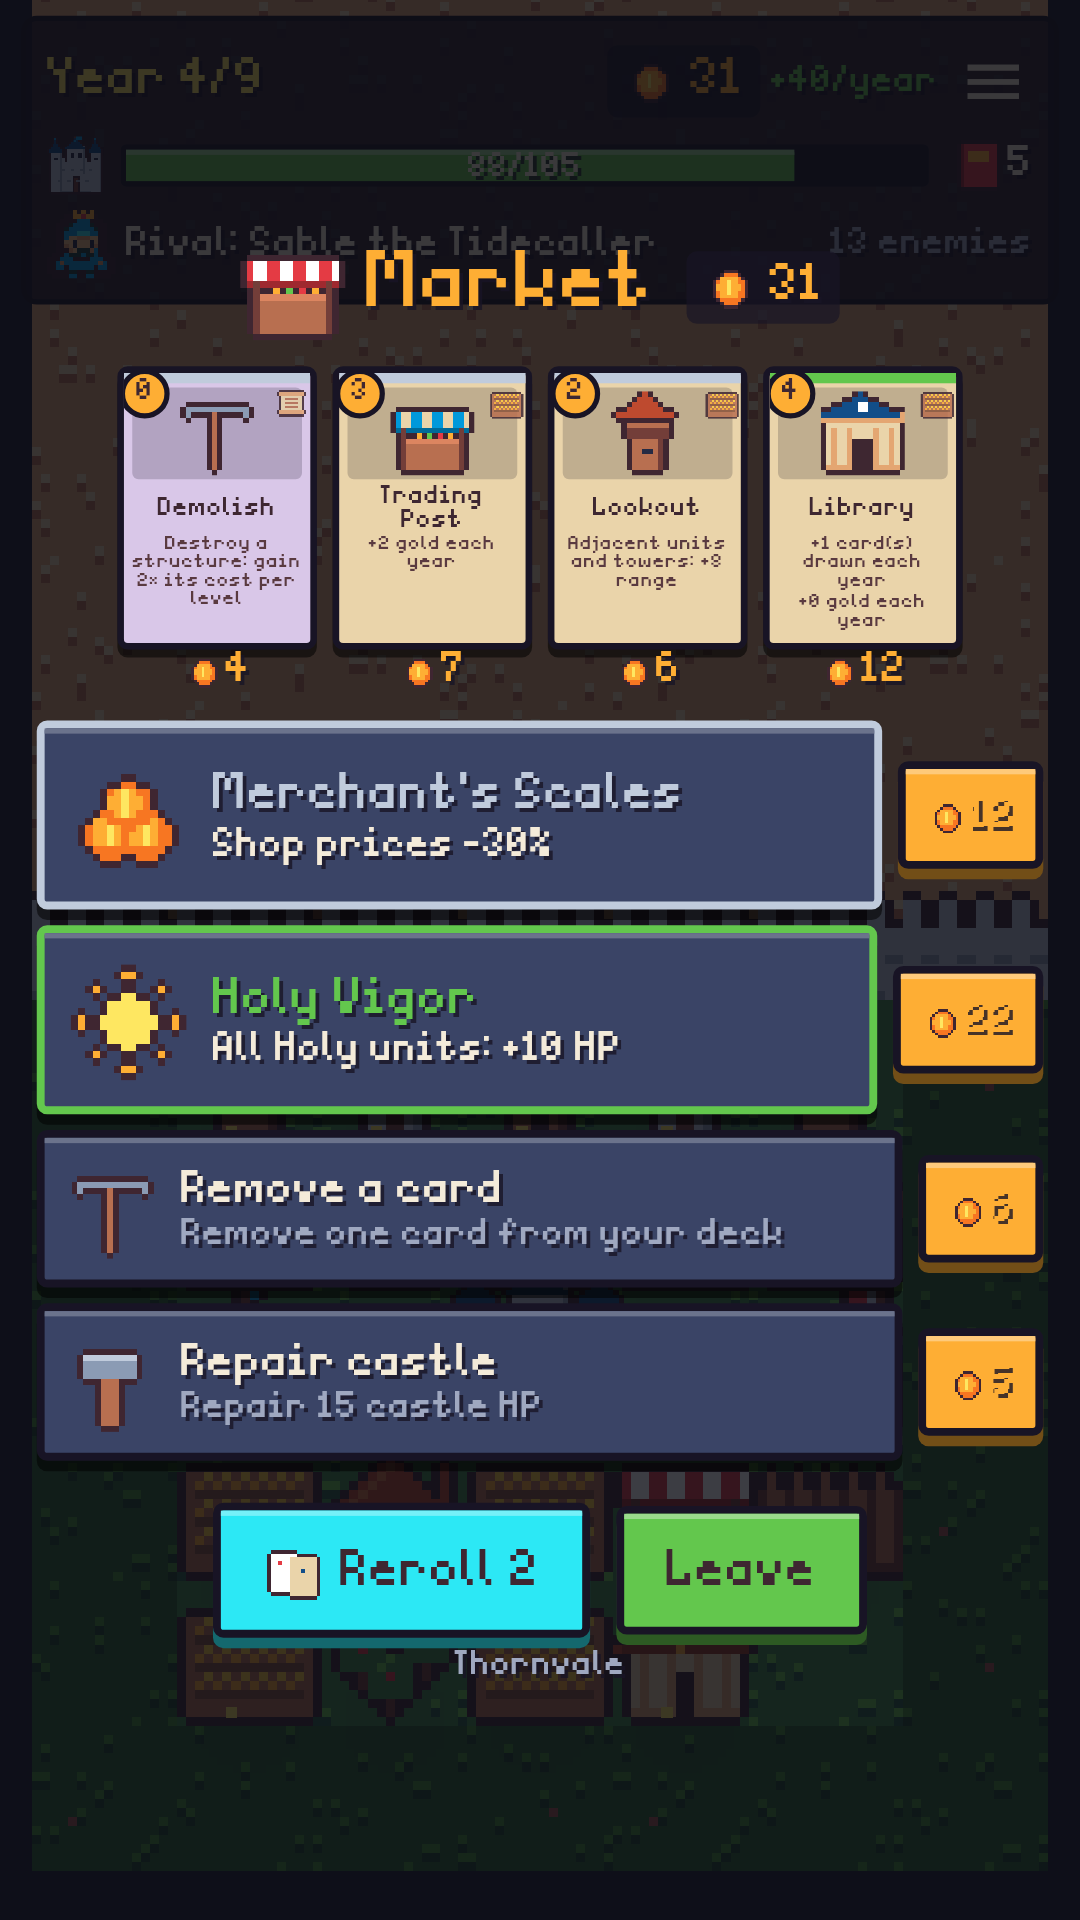 Year 4/9
31
+40/year
88/105
5
Rival: Sable the Tidecaller
13 enemies
Market
31
0
Demolish
Destroy a
structure: gain
2x its cost per
level
4
3
Trading
Post
+2 gold each
year
7
2
Lookout
Adjacent units
and towers: +8
range
6
4
Library
+1 card(s)
drawn each
year
+0 gold each
year
12
Merchant's Scales
Shop prices -30%
12
Holy Vigor
All Holy units: +10 HP
22
Remove a card
Remove one card from your deck
6
Repair castle
Repair 15 castle HP
5
Reroll 2
Leave
Thornvale